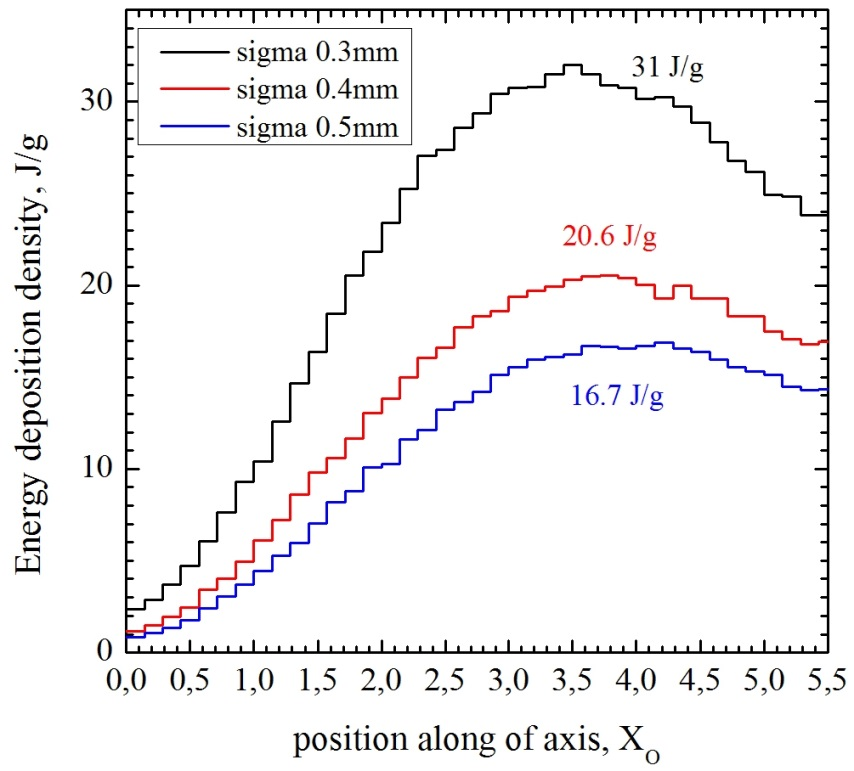 sigma 0.3mm
sigma 0.4mm
sigma 0.5mm
31 J/g
20.6 J/g
16.7 J/g
Energy deposition density, J/g
30
20
10
0
0,0 0,5 1,0 1,5 2,0 2,5 3,0 3,5 4,0 4,5 5,0 5,5
position along of axis, X_O